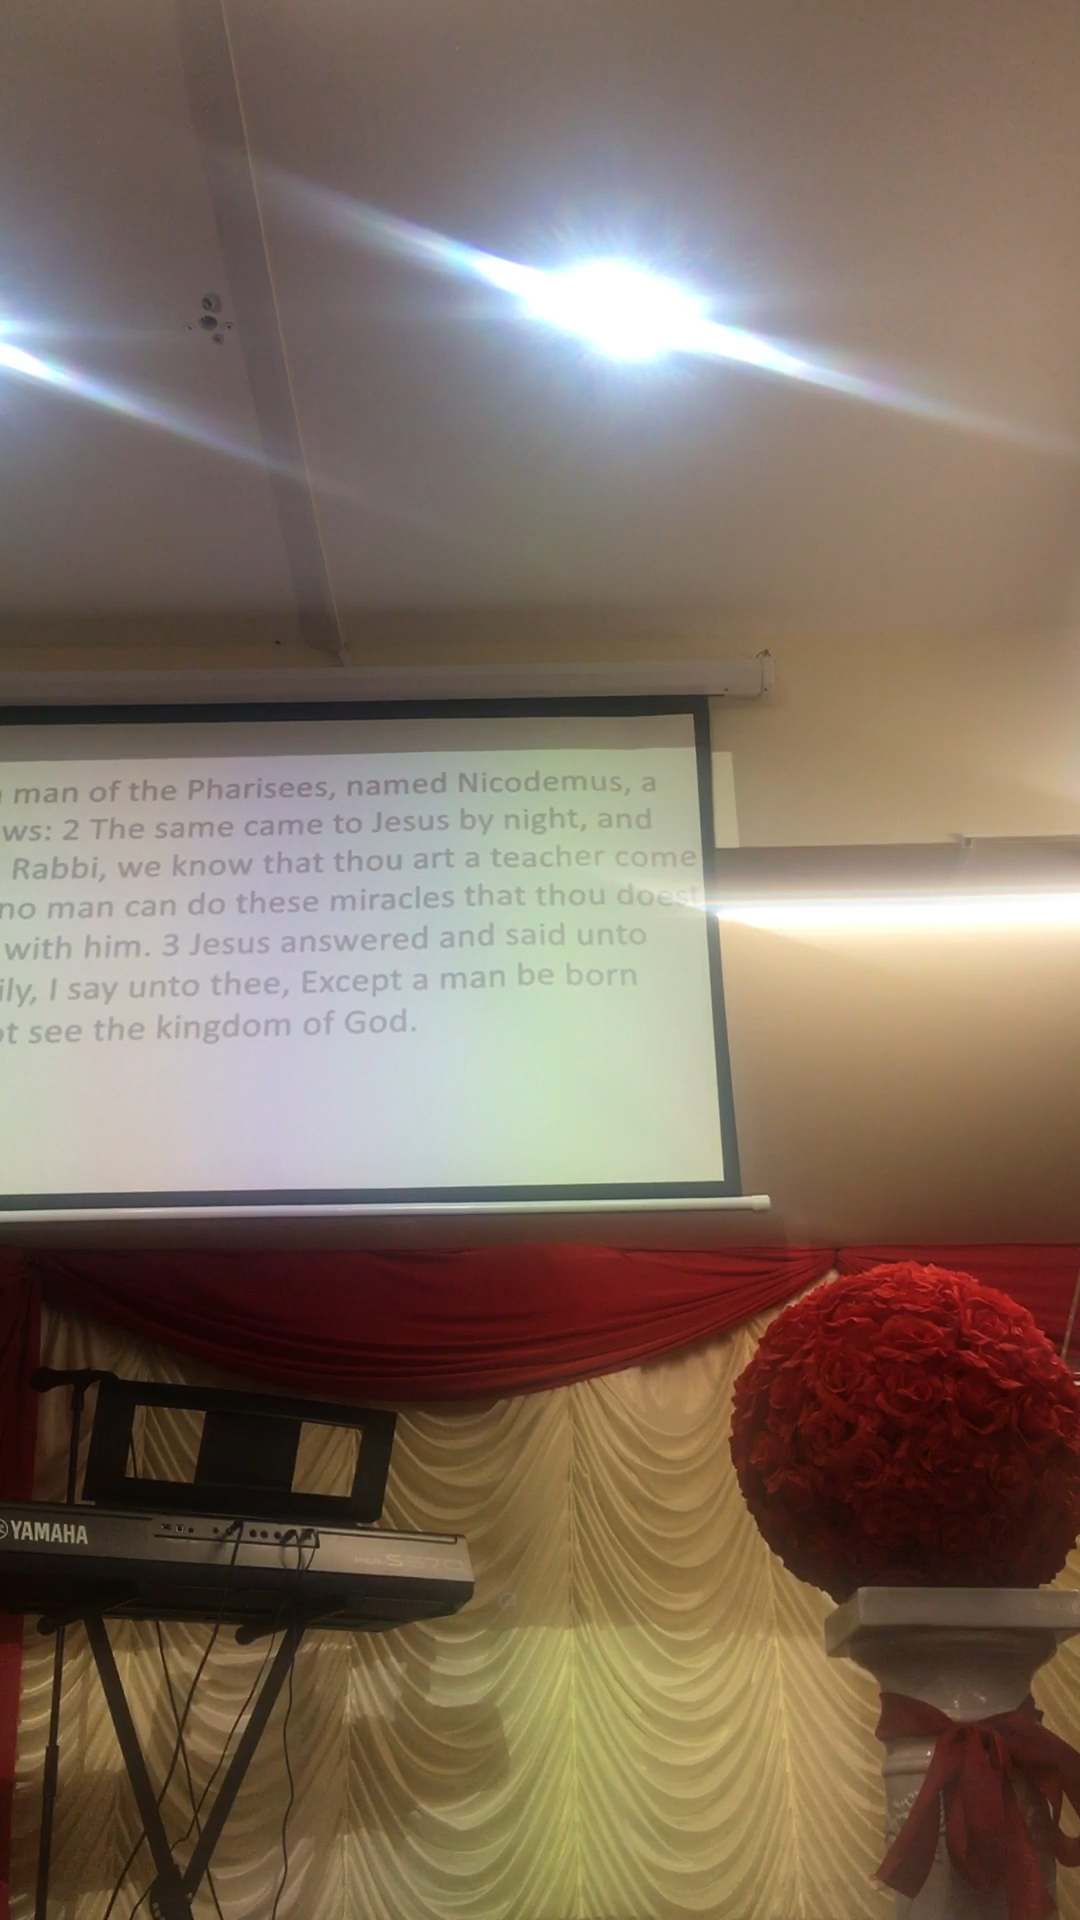 man of the Pharisees, named Nicodemus, a
ws: 2 The same came to Jesus by night, and
Rabbi, we know that thou art a teacher come
no man can do these miracles that thou doest
with him. 3 Jesus answered and said unto
ily, I say unto thee, Except a man be born
ot see the kingdom of God.
YAMAHA